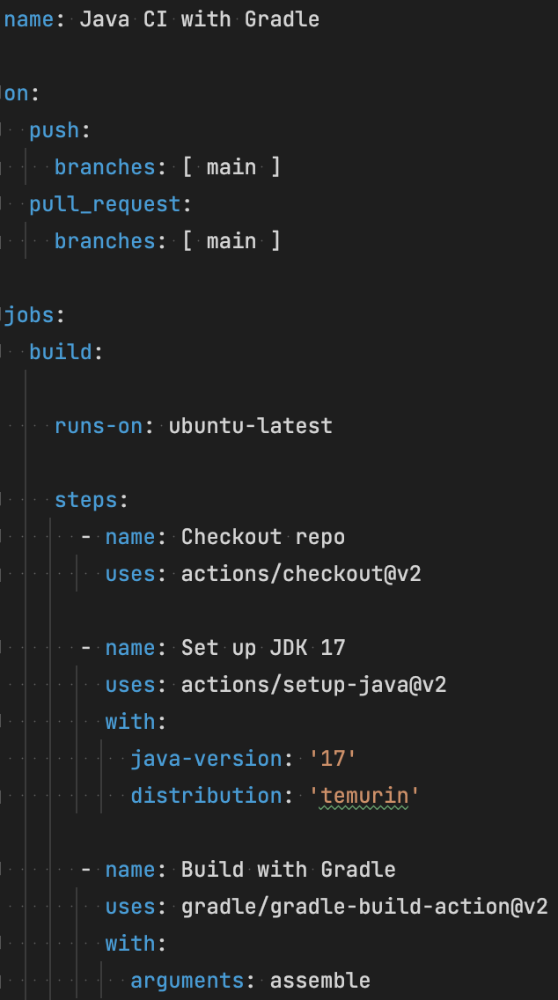 name: Java CI with Gradle
on:
push:
branches: [ main ]
pull_request:
branches: [ main ]
jobs:
build:
runs-on: ubuntu-latest
steps:
- name: Checkout repo
uses: actions/checkout@v2
- name: Set up JDK 17
uses: actions/setup-java@v2
with:
java-version: '17'
distribution: 'temurin'
- name: Build with Gradle
uses: gradle/gradle-build-action@v2
with:
arguments: assemble